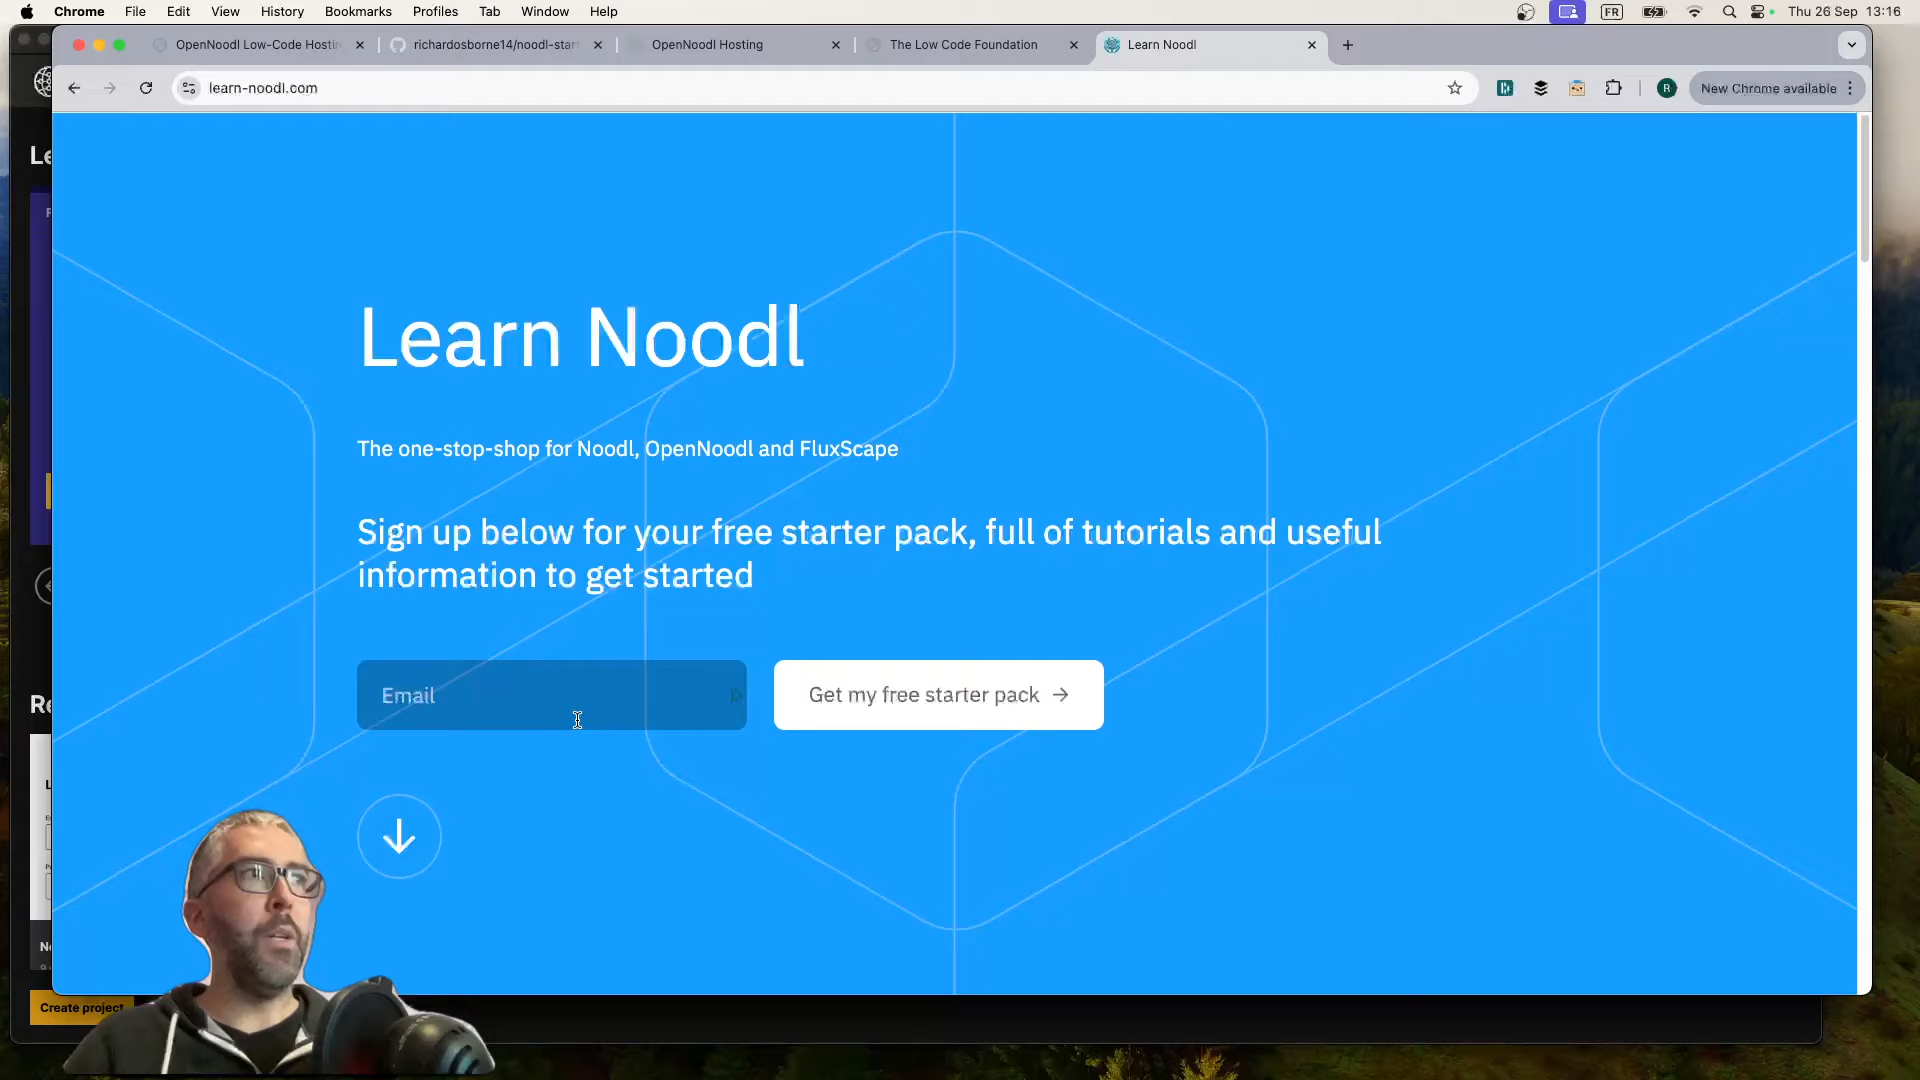 Chrome File Edit View History Bookmarks Profiles Tab Window Help FR Thu 26 Sep 13:16
OpenNoodl Low-Code Hostin richardosborne14/noodl-star OpenNoodl Hosting The Low Code Foundation Learn Noodl
learn-noodl.com R New Chrome available
Learn Noodl
The one-stop-shop for Noodl, OpenNoodl and FluxScape
Sign up below for your free starter pack, full of tutorials and useful
information to get started
Email Get my free starter pack
Create project